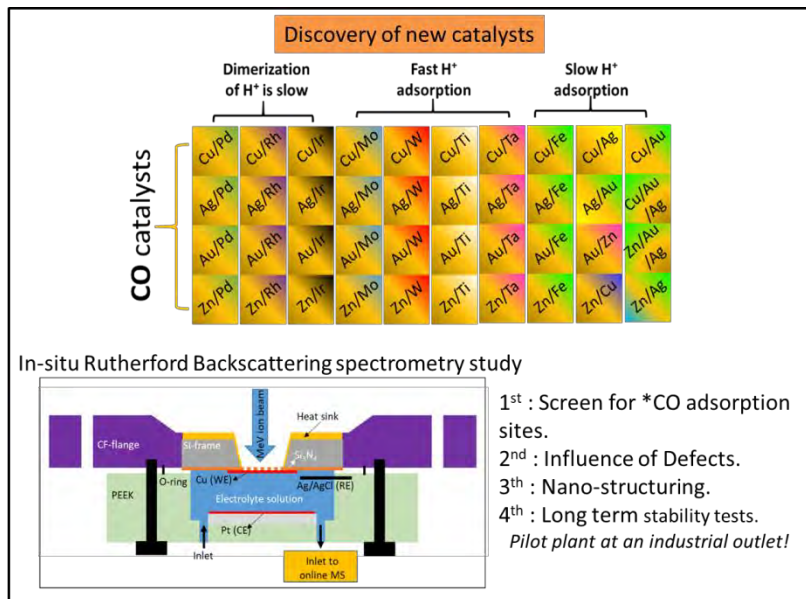 Discovery of new catalysts
Dimerization
of H⁺ is slow
Fast H⁺
adsorption
Slow H⁺
adsorption
CO catalysts
Cu/Pd Cu/Rh Cu/Ir Cu/Mo Cu/W Cu/Ti Cu/Ta Cu/Fe Cu/Ag Cu/Au
Ag/Pd Ag/Rh Ag/Ir Ag/Mo Ag/W Ag/Ti Ag/Ta Ag/Fe Ag/Au Cu/Au/Ag
Au/Pd Au/Rh Au/Ir Au/Mo Au/W Au/Ti Au/Ta Au/Fe Au/Zn Zn/Au/Ag
Zn/Pd Zn/Rh Zn/Ir Zn/Mo Zn/W Zn/Ti Zn/Ta Zn/Fe Zn/Cu Zn/Ag
In-situ Rutherford Backscattering spectrometry study
MeV ion beam
Heat sink
CF-flange
Si-frame
SiₓNₓ
O-ring
Cu (WE)
Ag/AgCl (RE)
PEEK
Electrolyte solution
Pt (CE)
Inlet
Inlet to
online MS
1st : Screen for *CO adsorption
sites.
2nd : Influence of Defects.
3th : Nano-structuring.
4th : Long term stability tests.
Pilot plant at an industrial outlet!